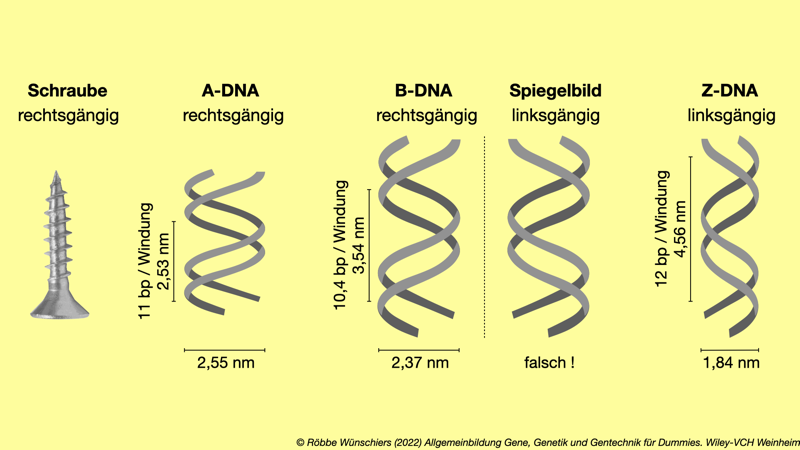 Schraube
rechtsgängig
A-DNA
rechtsgängig
B-DNA
rechtsgängig
Spiegelbild
linksgängig
Z-DNA
linksgängig
11 bp / Windung
2,53 nm
10,4 bp / Windung
3,54 nm
12 bp / Windung
4,56 nm
2,55 nm
2,37 nm
falsch !
1,84 nm
© Röbbe Wünschiers (2022) Allgemeinbildung Gene, Genetik und Gentechnik für Dummies. Wiley-VCH Weinheim